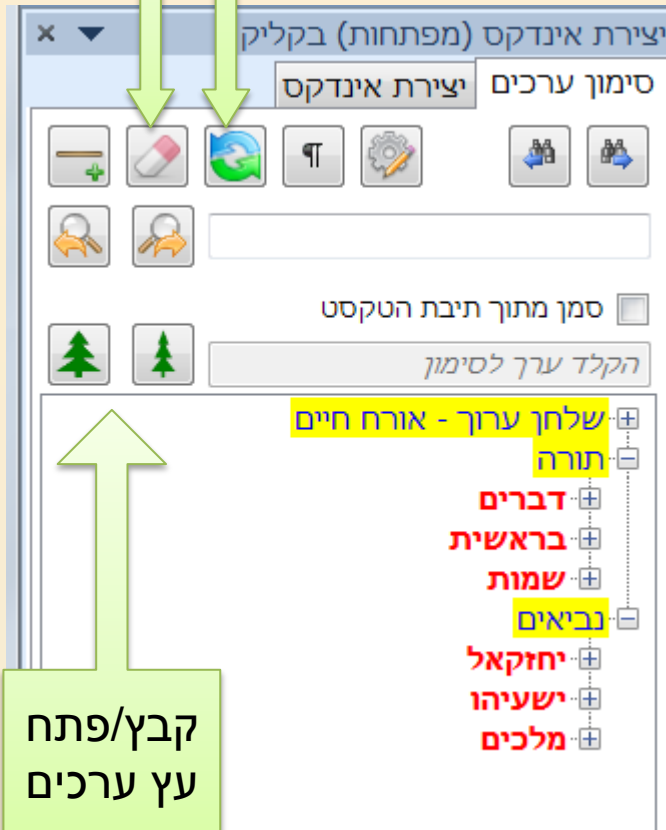 יצירת אינדקס (מפתחות) בקליק
סימון ערכים
יצירת אינדקס
סמן מתוך תיבת הטקסט
הקלד ערך לסימון
שלחן ערוך - אורח חיים
תורה
דברים
בראשית
שמות
נביאים
יחזקאל
ישעיהו
מלכים
קבץ/פתח
עץ ערכים